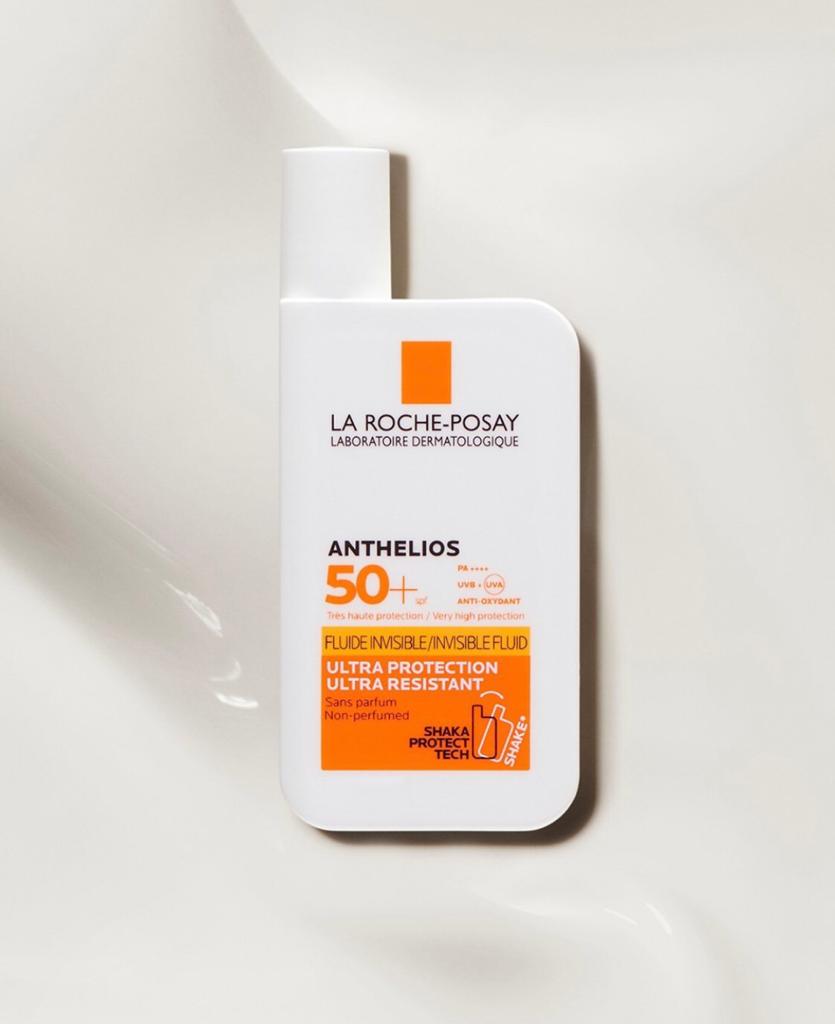 LA ROCHE-POSAY
LABORATOIRE DERMATOLOGIQUE
ANTHELIOS
50+ spf
PA ++++
UVB + UVA
ANTI-OXYDANT
Très haute protection / Very high protection
FLUIDE INVISIBLE/INVISIBLE FLUID
ULTRA PROTECTION
ULTRA RESISTANT
Sans parfum
Non-perfumed
SHAKA
PROTECT
TECH
SHAKE*